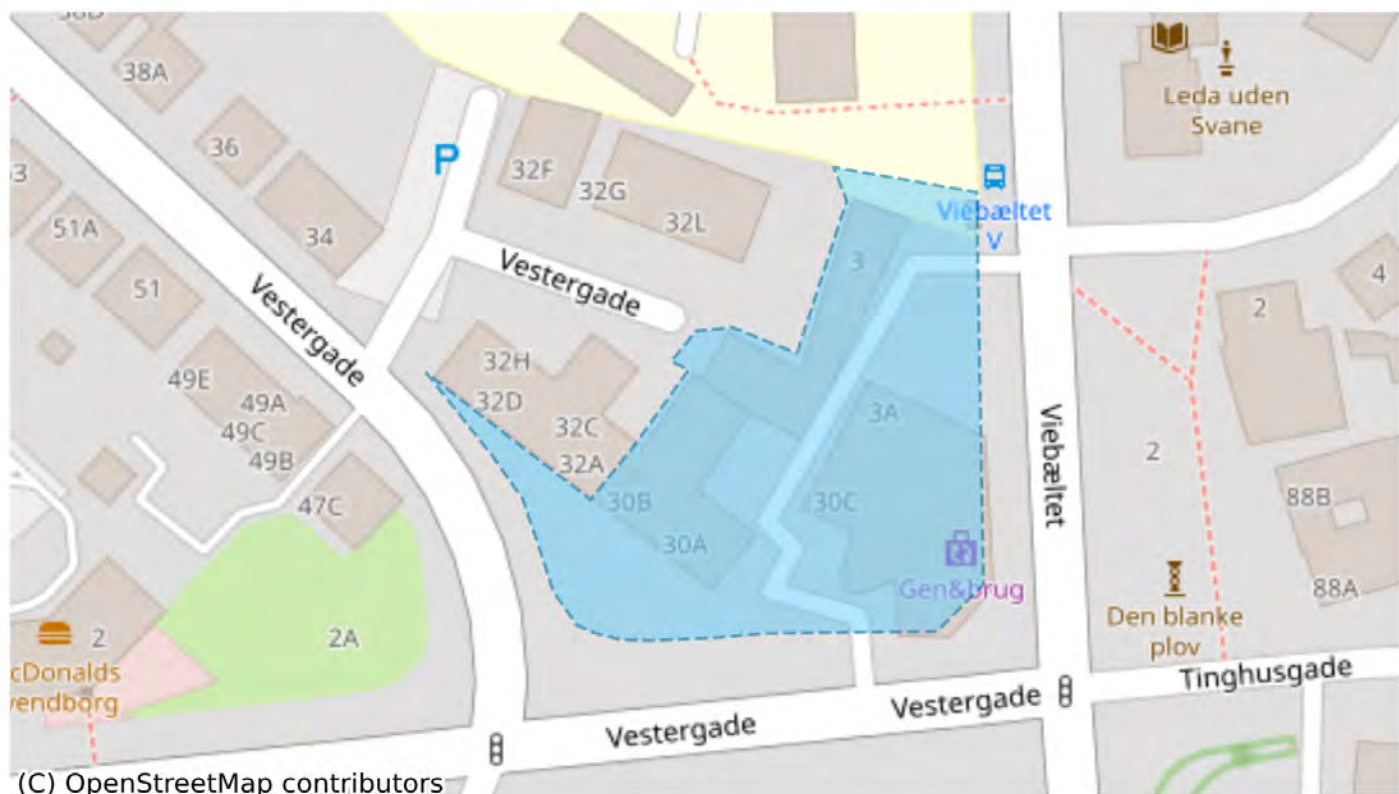 38D
38A
36
34
53
51A
51
49E
49A
49C
49B
47C
2
cDonalds
vendborg
2A
P
32F
32G
32L
Vestergade
Vestergade
32H
32D
32C
32A
30B
30A
30C
3
3A
Gen&brug
Viebæltet
V
Leda uden
Svane
4
2
2
Viebæltet
88B
88A
Den blanke
plov
Tinghusgade
Vestergade
Vestergade
(C) OpenStreetMap contributors